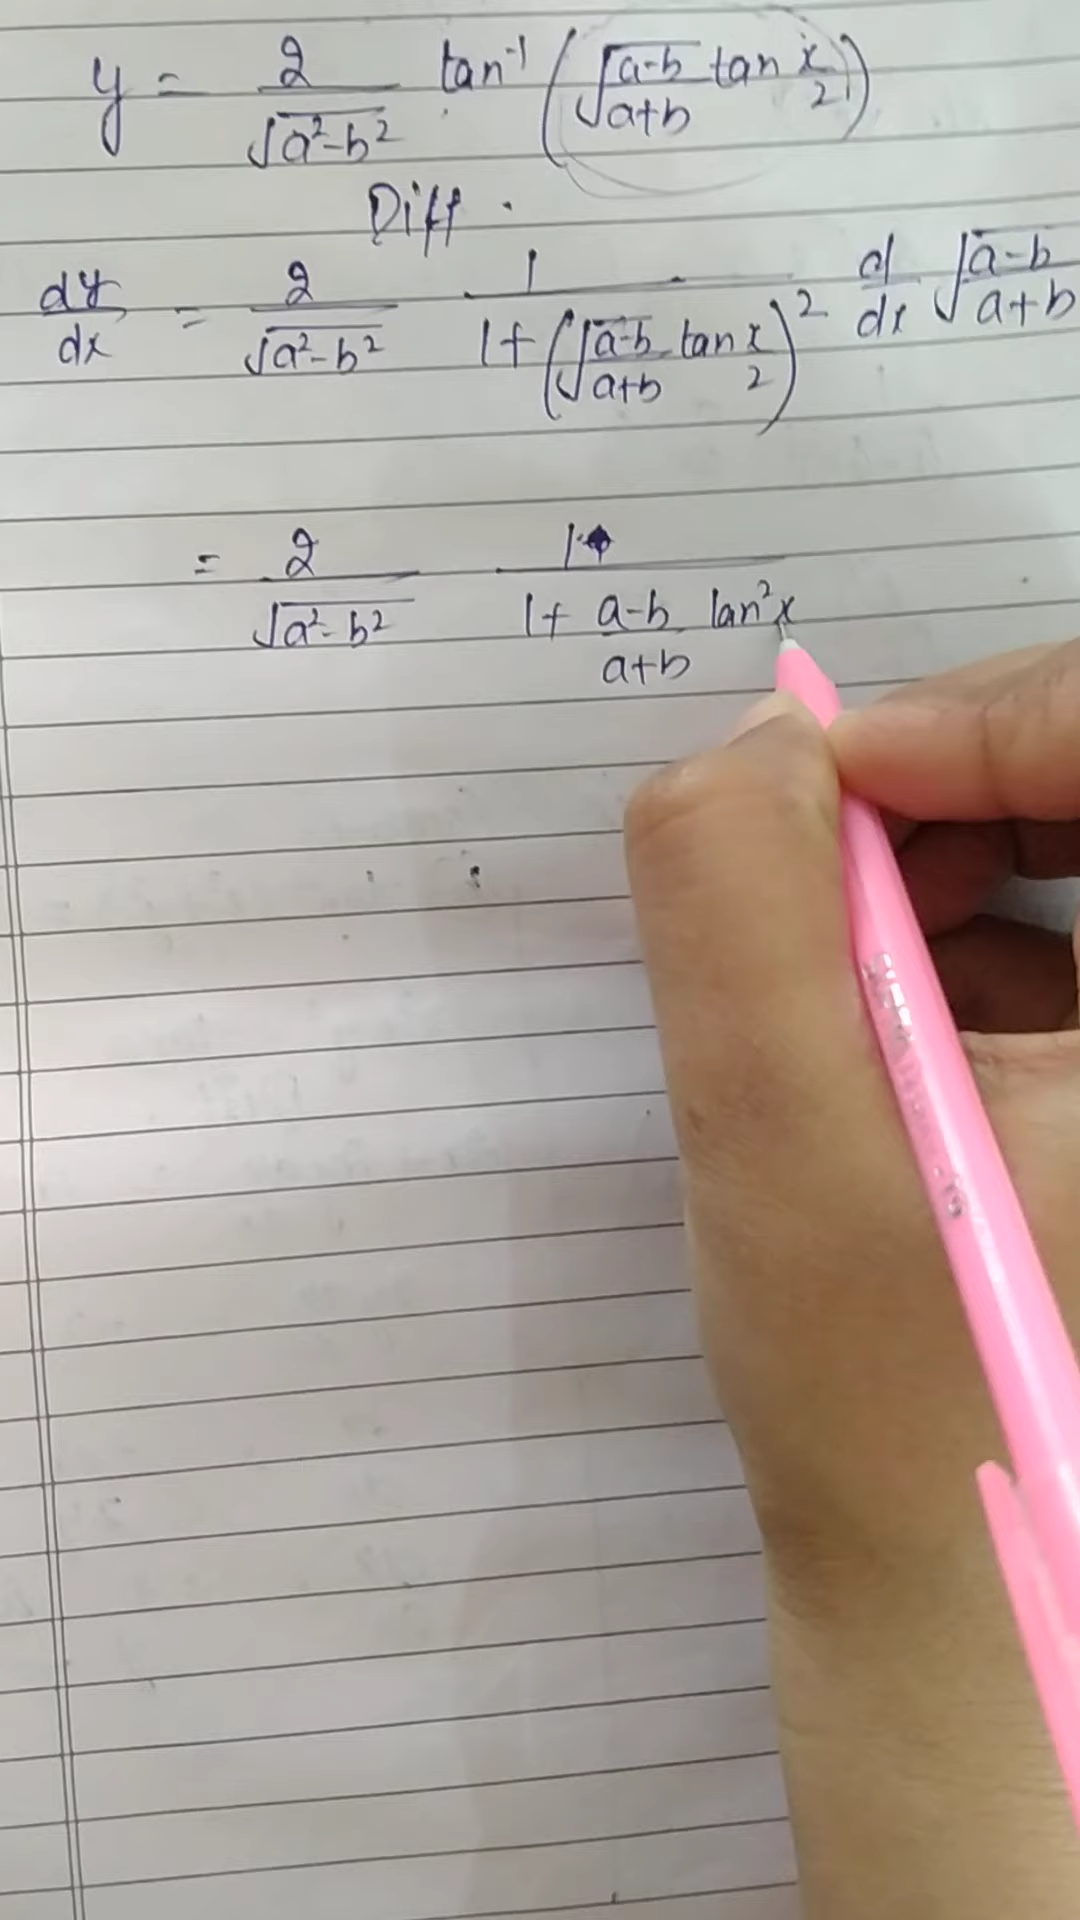 y = 2/√(a²-b²) tan⁻¹ (√((a-b)/(a+b)) tan x/2)
Diff .
dy/dx = 2/√(a²-b²) 1/(1+(√((a-b)/(a+b)) tan x/2)²) d/dx √((a-b)/(a+b))
= 2/√(a²-b²) 1/(1+ (a-b)/(a+b) tan²x)